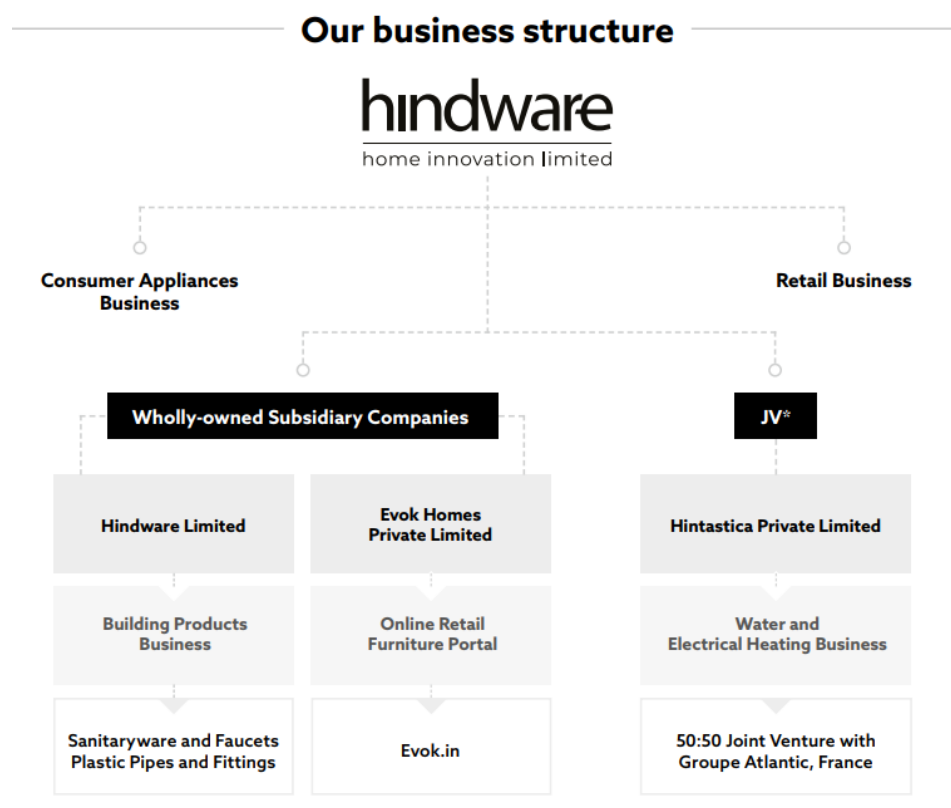 Our business structure
hindware
home innovation limited
Consumer Appliances
Business
Retail Business
Wholly-owned Subsidiary Companies
JV*
Hindware Limited
Evok Homes
Private Limited
Hintastica Private Limited
Building Products
Business
Online Retail
Furniture Portal
Water and
Electrical Heating Business
Sanitaryware and Faucets
Plastic Pipes and Fittings
Evok.in
50:50 Joint Venture with
Groupe Atlantic, France